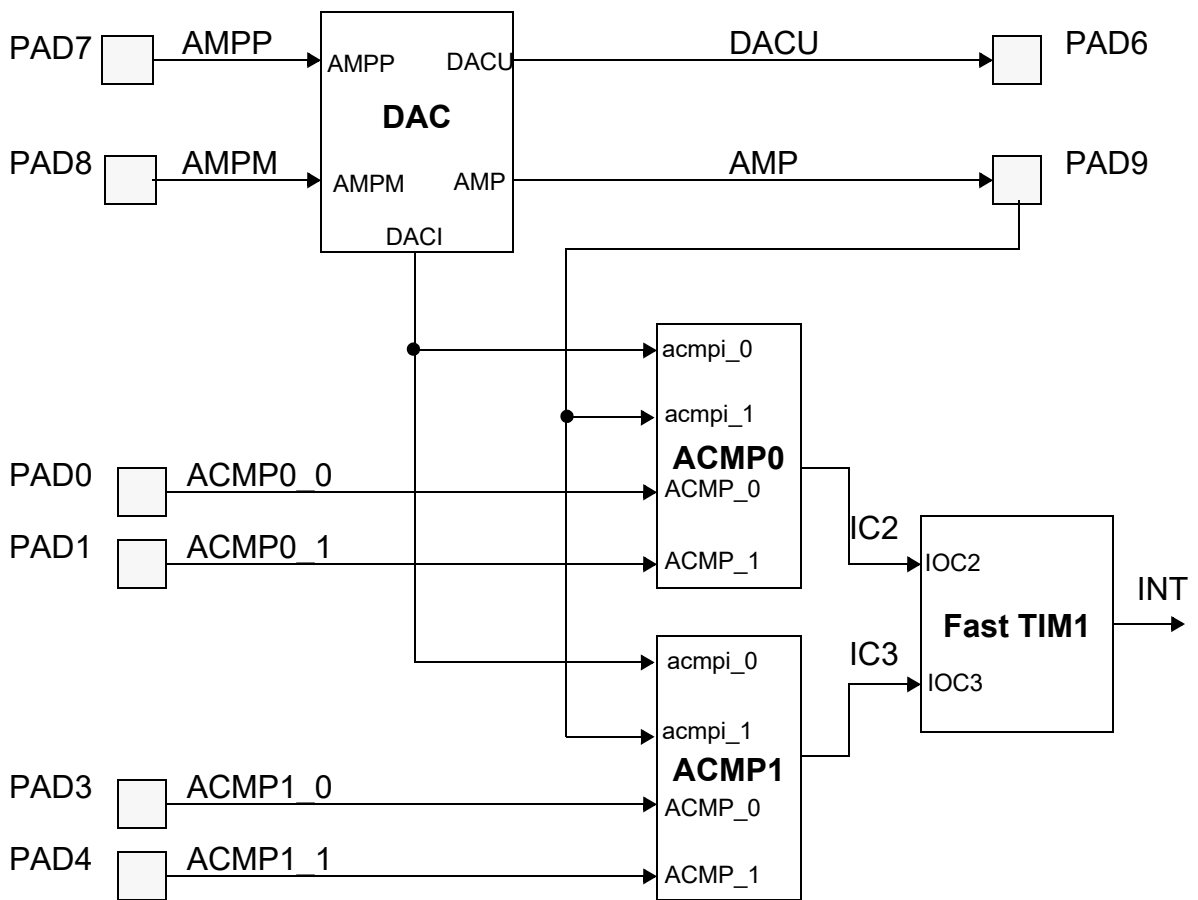 PAD7
AMPP
AMPP
DACU
DACU
PAD6
DAC
PAD8
AMPM
AMPM
AMP
AMP
PAD9
DACI
acmpi_0
acmpi_1
ACMP0
PAD0
ACMP0_0
ACMP_0
PAD1
ACMP0_1
ACMP_1
IC2
IOC2
INT
Fast TIM1
IC3
IOC3
acmpi_0
acmpi_1
ACMP1
PAD3
ACMP1_0
ACMP_0
PAD4
ACMP1_1
ACMP_1